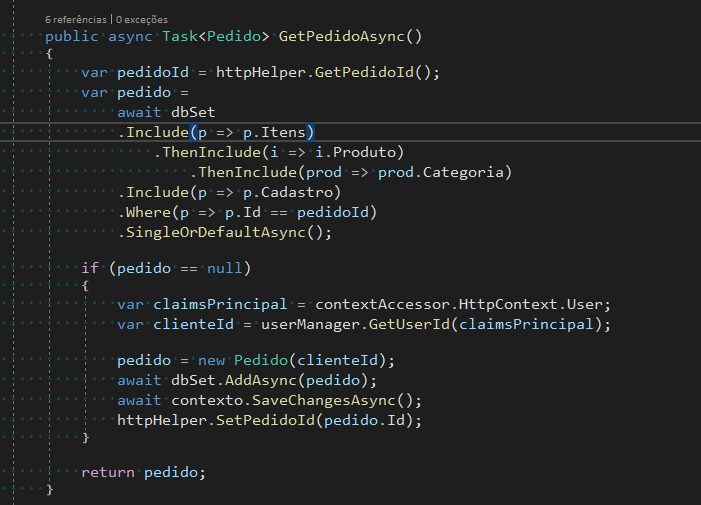 6 referências | 0 exceções
public async Task<Pedido> GetPedidoAsync()
{
var pedidoId = httpHelper.GetPedidoId();
var pedido =
await dbSet
.Include(p => p.Itens)
.ThenInclude(i => i.Produto)
.ThenInclude(prod => prod.Categoria)
.Include(p => p.Cadastro)
.Where(p => p.Id == pedidoId)
.SingleOrDefaultAsync();
if (pedido == null)
{
var claimsPrincipal = contextAccessor.HttpContext.User;
var clienteId = userManager.GetUserId(claimsPrincipal);
pedido = new Pedido(clienteId);
await dbSet.AddAsync(pedido);
await contexto.SaveChangesAsync();
httpHelper.SetPedidoId(pedido.Id);
}
return pedido;
}